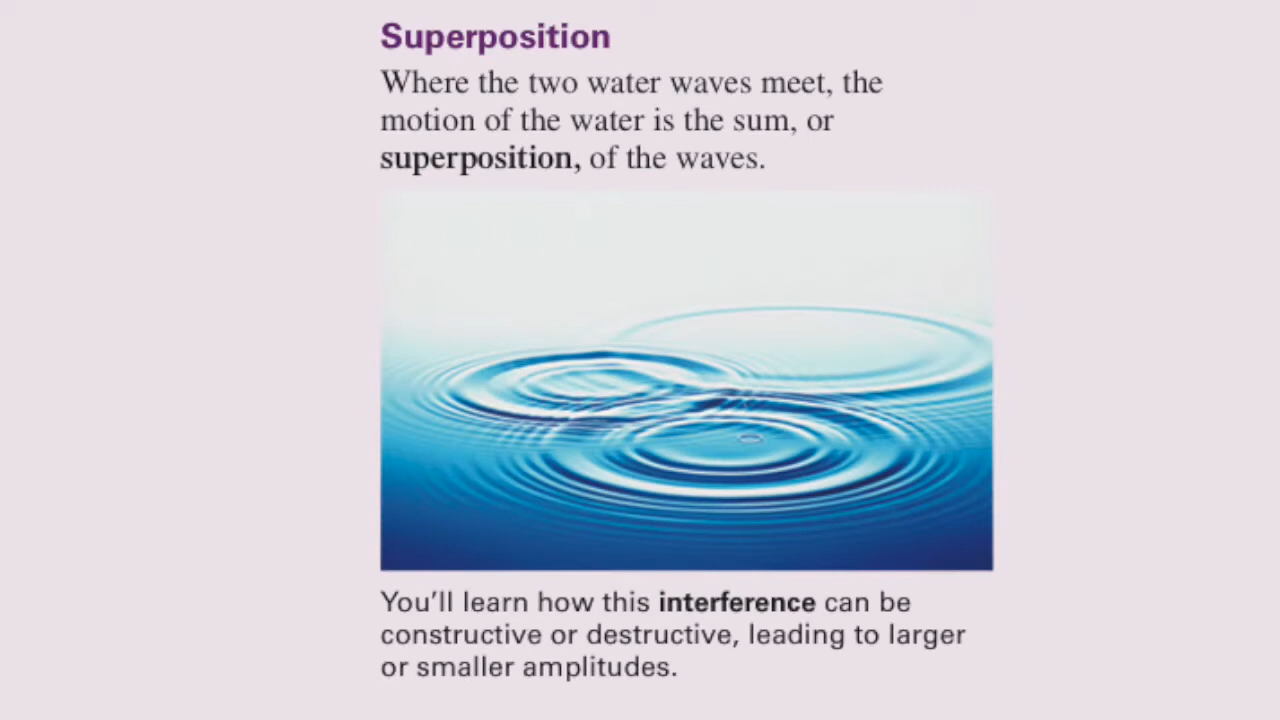 Superposition
Where the two water waves meet, the
motion of the water is the sum, or
superposition, of the waves.
You’ll learn how this interference can be
constructive or destructive, leading to larger
or smaller amplitudes.